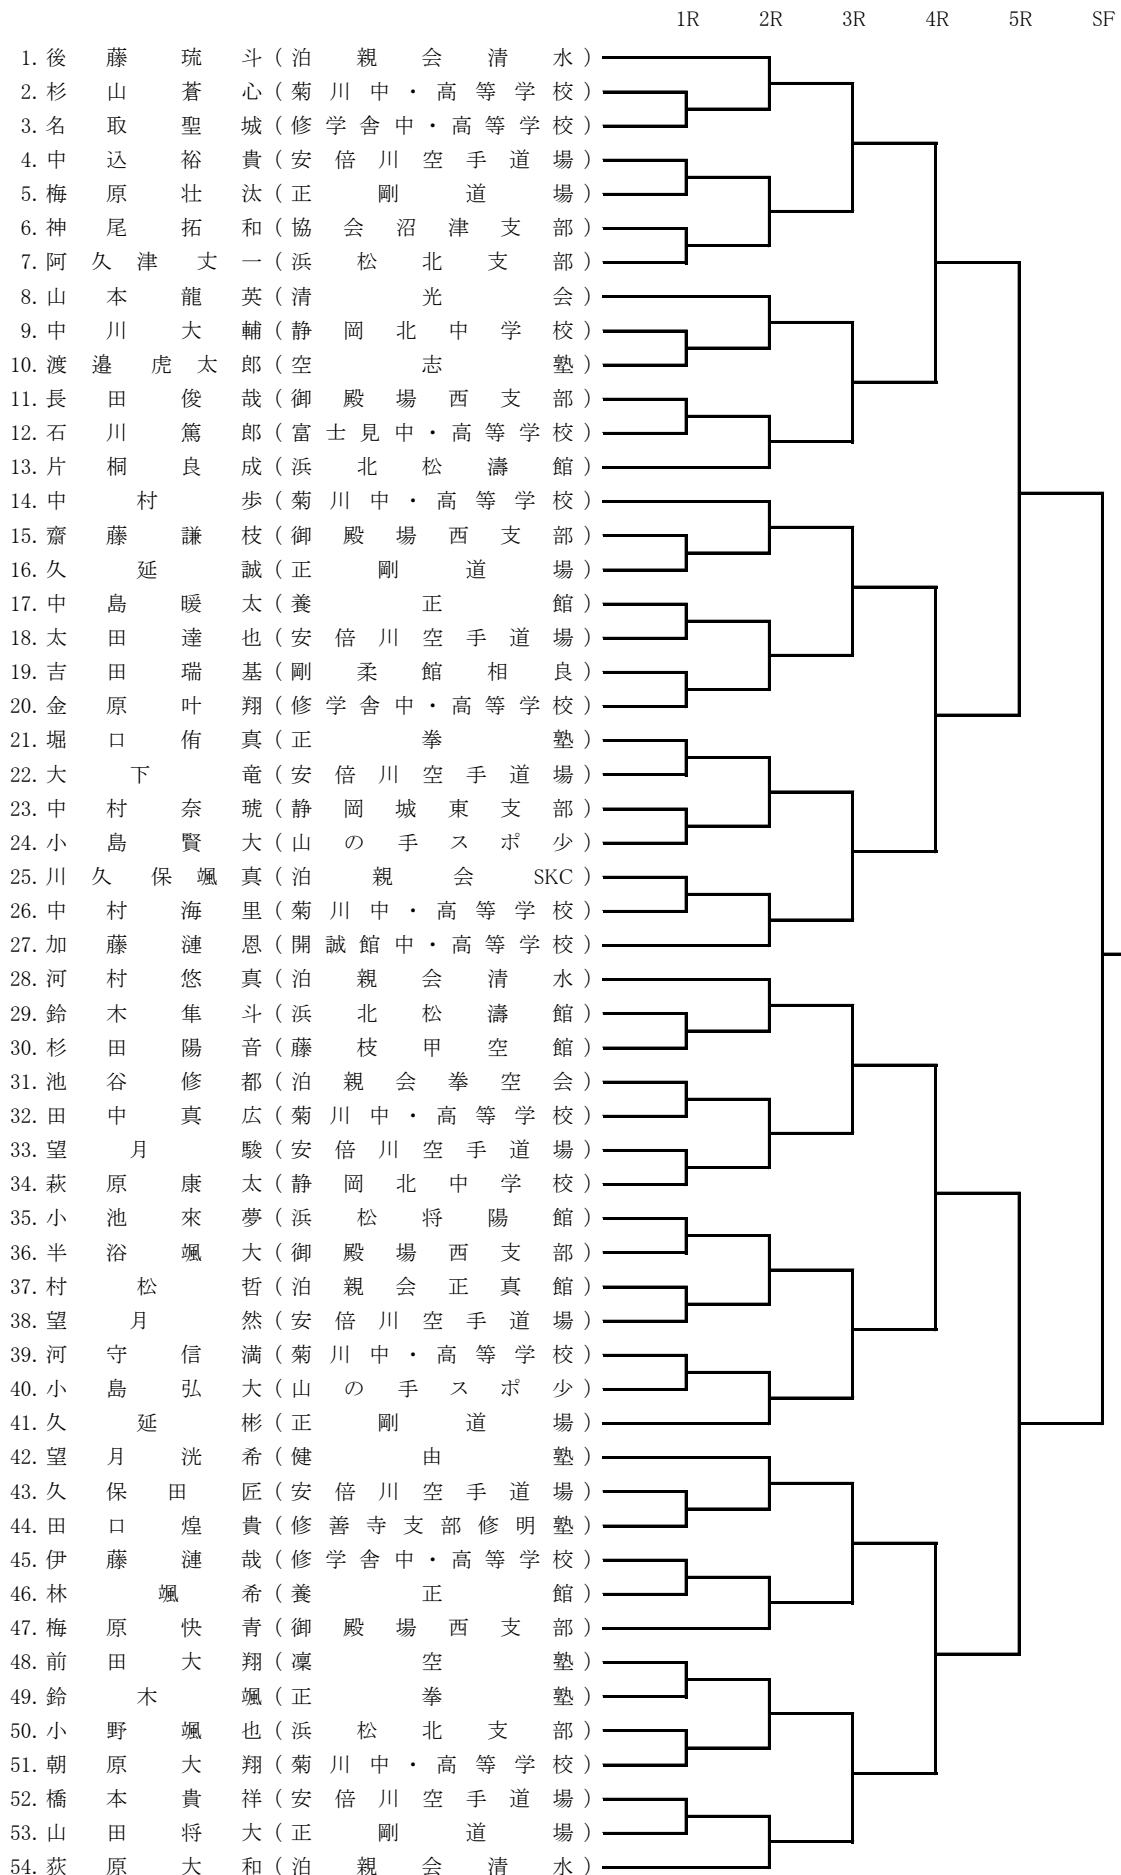 1R 2R 3R 4R 5R SF
1. 後藤琉斗(泊親会清水)
2. 杉山蒼心(菊川中・高等学校)
3. 名取聖城(修学舎中・高等学校)
4. 中込裕貴(安倍川空手道場)
5. 梅原壮汰(正剛道場)
6. 神尾拓和(協会沼津支部)
7. 阿久津丈一(浜松北支部)
8. 山本龍英(清光会)
9. 中川大輔(静岡北中学校)
10. 渡邉虎太郎(空志塾)
11. 長田俊哉(御殿場西支部)
12. 石川篤郎(富士見中・高等学校)
13. 片桐良成(浜北松濤館)
14. 中村歩(菊川中・高等学校)
15. 齋藤謙枝(御殿場西支部)
16. 久延誠(正剛道場)
17. 中島暖太(養正館)
18. 太田達也(安倍川空手道場)
19. 吉田瑞基(剛柔館相良)
20. 金原叶翔(修学舎中・高等学校)
21. 堀口侑真(正拳塾)
22. 大下竜(安倍川空手道場)
23. 中村奈琥(静岡城東支部)
24. 小島賢大(山の手スポ少)
25. 川久保颯真(泊親会SKC)
26. 中村海里(菊川中・高等学校)
27. 加藤漣恩(開誠館中・高等学校)
28. 河村悠真(泊親会清水)
29. 鈴木隼斗(浜北松濤館)
30. 杉田陽音(藤枝甲空館)
31. 池谷修都(泊親会拳空会)
32. 田中真広(菊川中・高等学校)
33. 望月駿(安倍川空手道場)
34. 萩原康太(静岡北中学校)
35. 小池來夢(浜松将陽館)
36. 半浴颯大(御殿場西支部)
37. 村松哲(泊親会正真館)
38. 望月然(安倍川空手道場)
39. 河守信満(菊川中・高等学校)
40. 小島弘大(山の手スポ少)
41. 久延彬(正剛道場)
42. 望月洸希(健由塾)
43. 久保田匠(安倍川空手道場)
44. 田口煌貴(修善寺支部修明塾)
45. 伊藤漣哉(修学舎中・高等学校)
46. 林颯希(養正館)
47. 梅原快青(御殿場西支部)
48. 前田大翔(凜空塾)
49. 鈴木颯(正拳塾)
50. 小野颯也(浜松北支部)
51. 朝原大翔(菊川中・高等学校)
52. 橋本貴祥(安倍川空手道場)
53. 山田将大(正剛道場)
54. 荻原大和(泊親会清水)